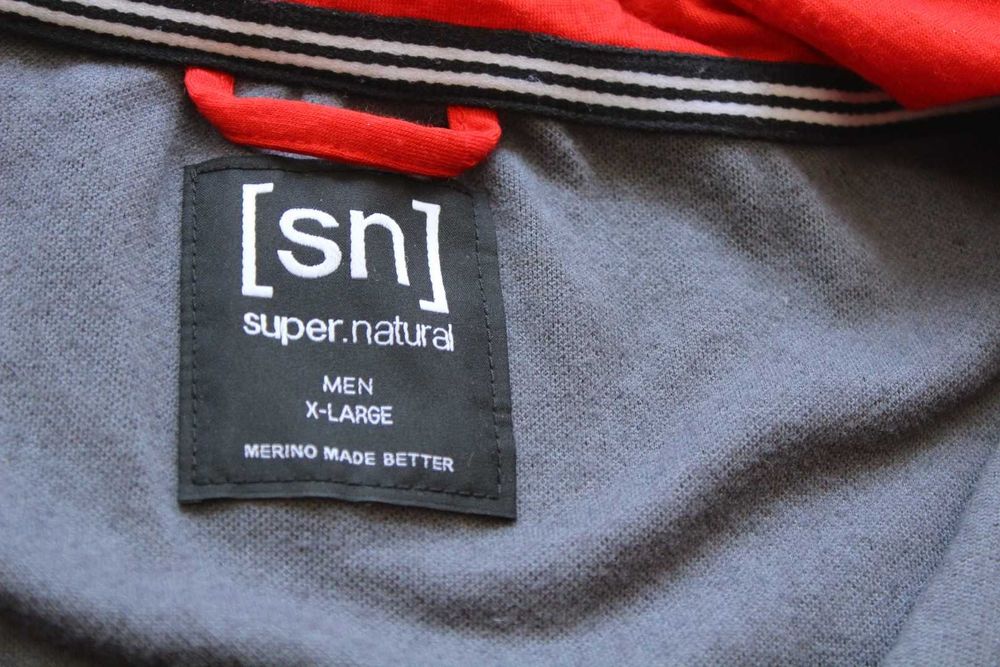 [sn]
super.natural
MEN
X-LARGE
MERINO MADE BETTER